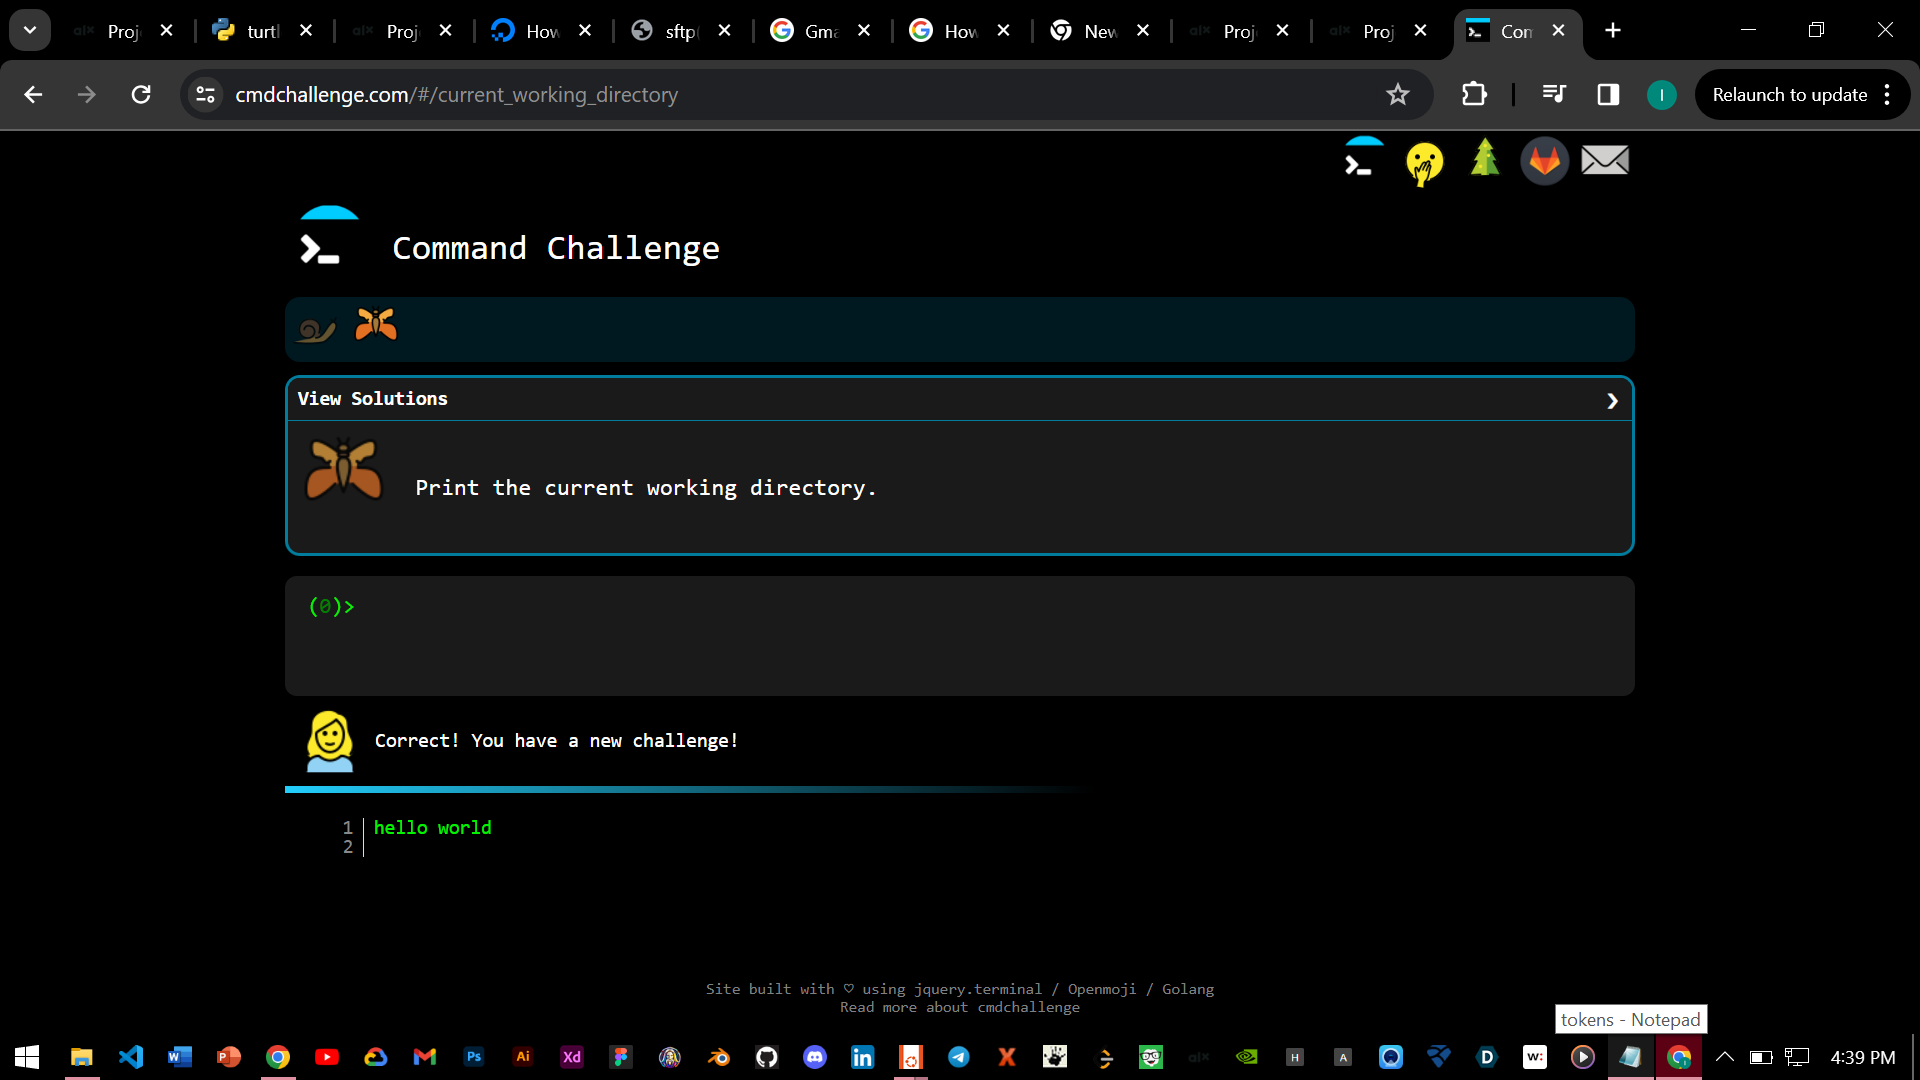 Proj
turtl
Proj
How
sftp(
Gma
How
New
Proj
Proj
Com
cmdchallenge.com/#/current_working_directory
I
Relaunch to update
Command Challenge
View Solutions
Print the current working directory.
(0)>
Correct! You have a new challenge!
1 hello world
2
Site built with ♡ using jquery.terminal / Openmoji / Golang
Read more about cmdchallenge
tokens - Notepad
4:39 PM